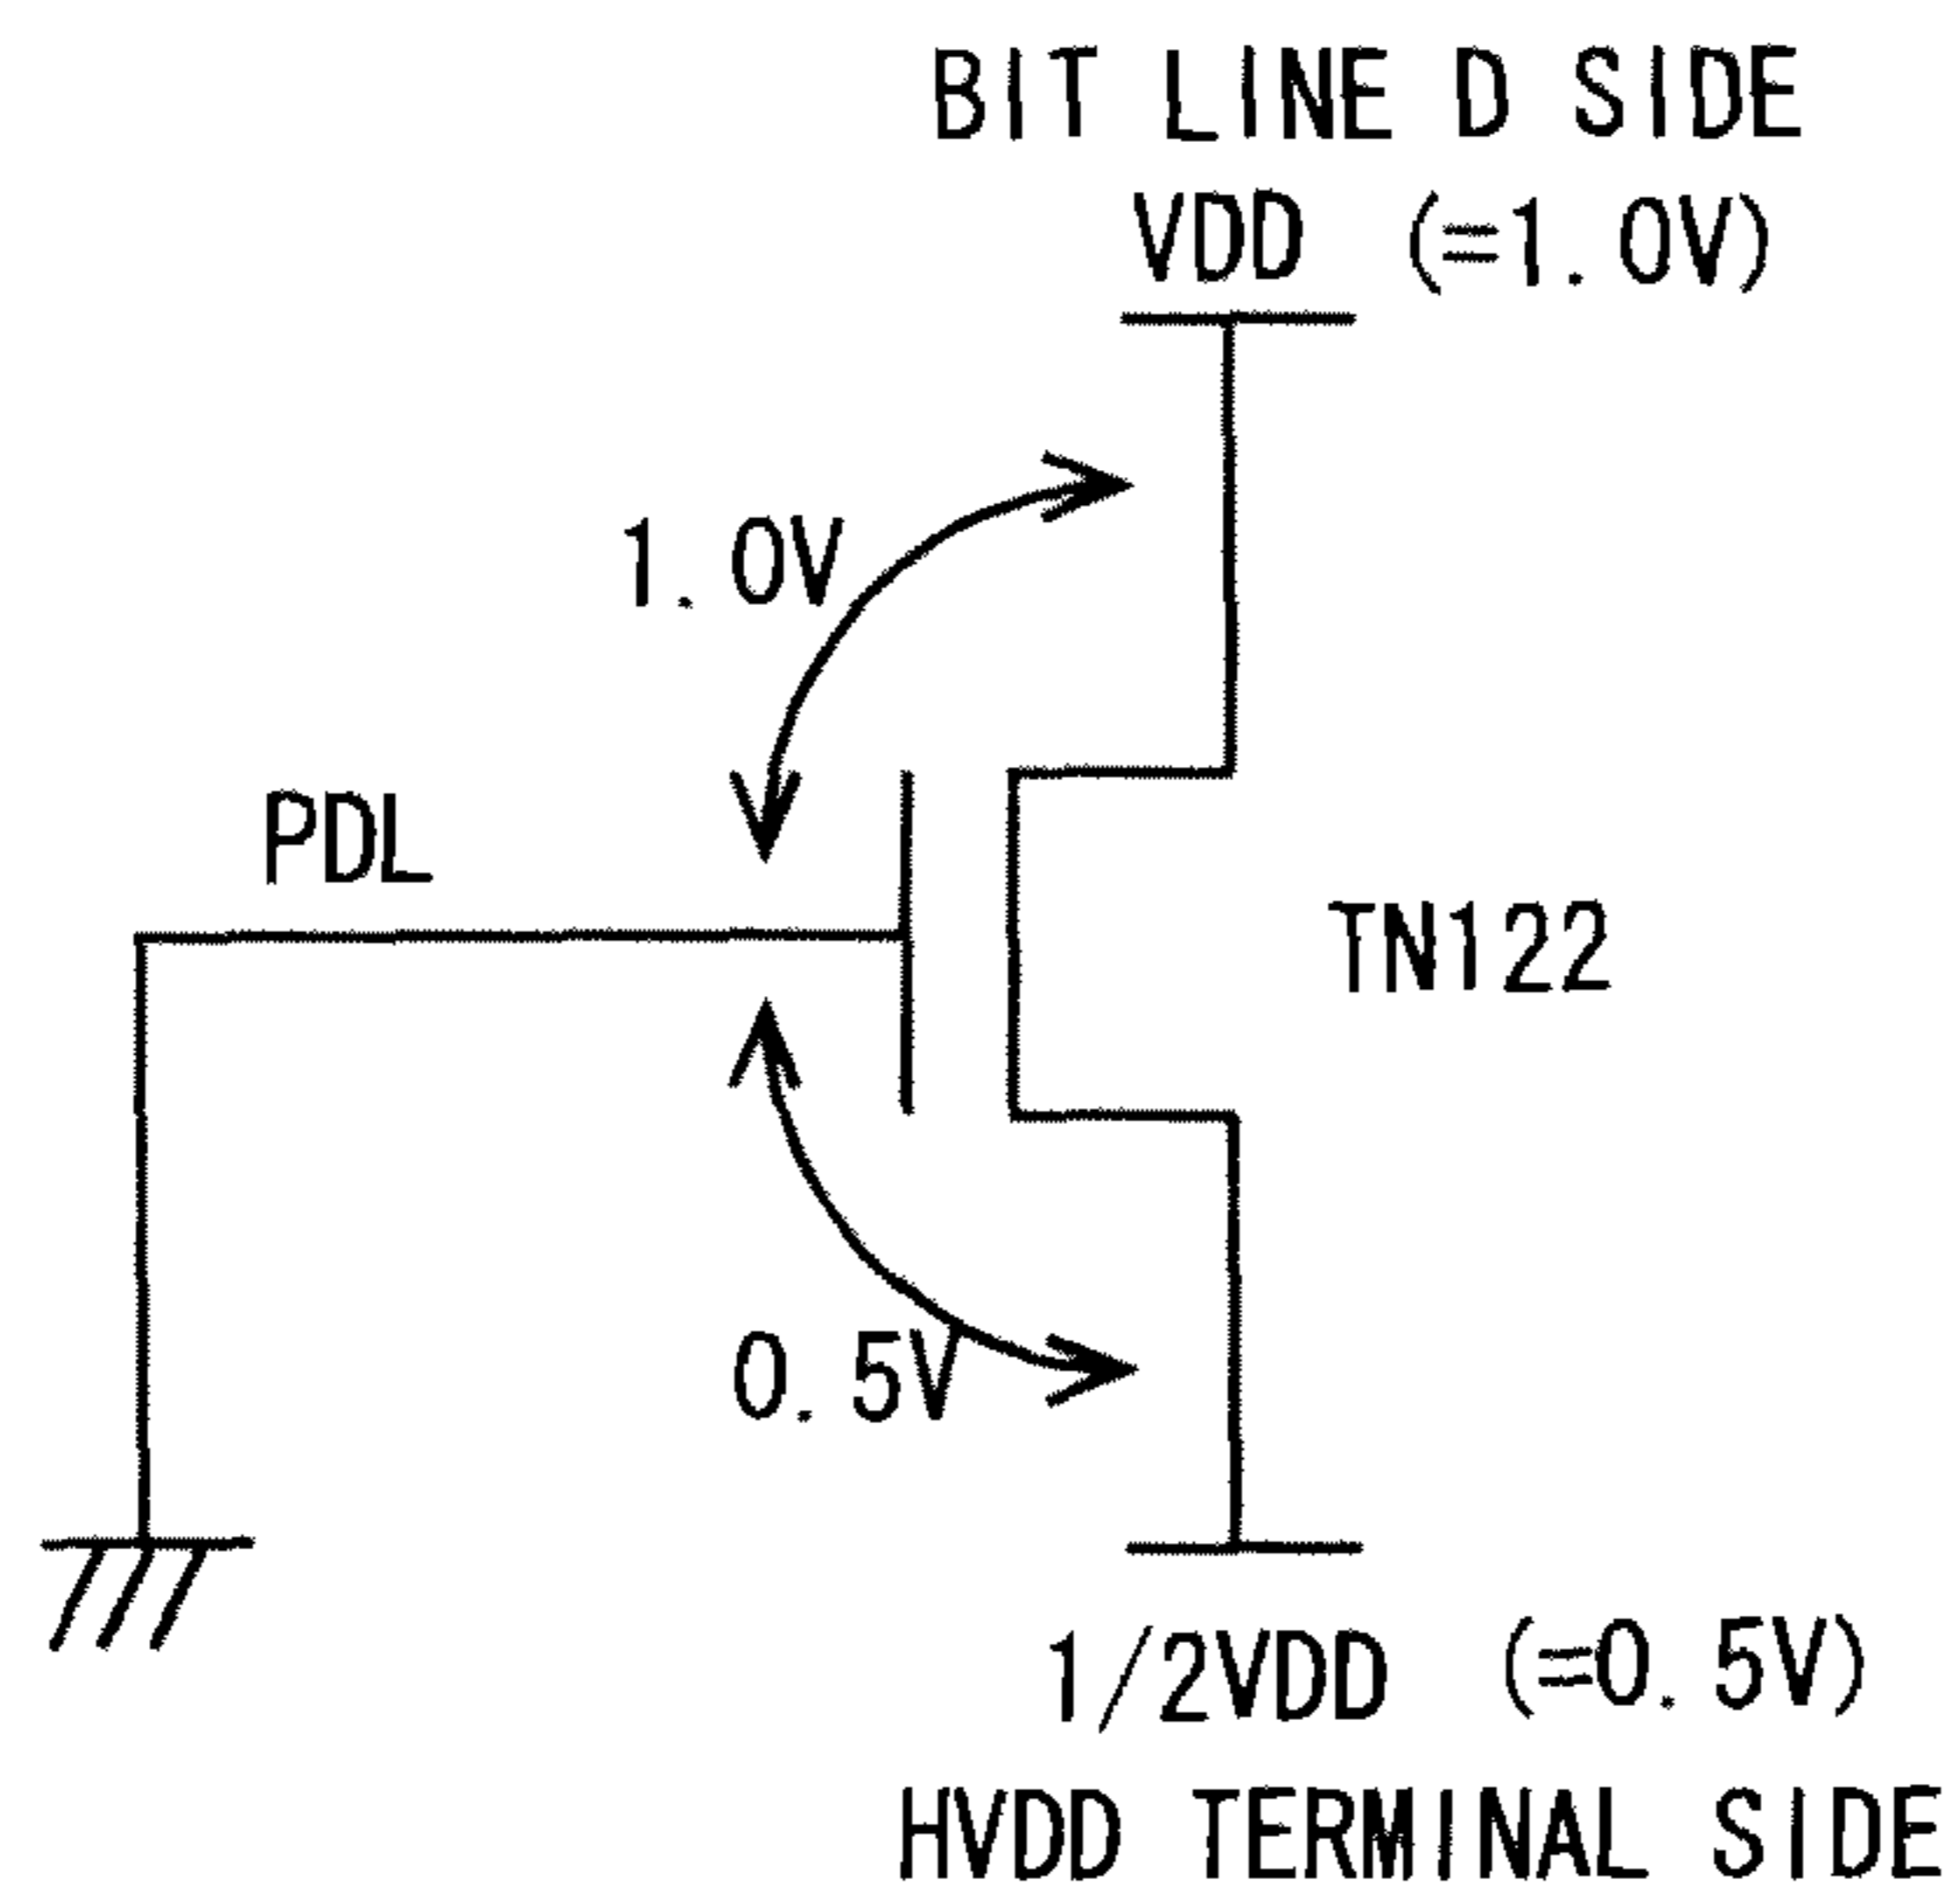 BIT LINE D SIDE
VDD (=1.0V)
1.0V
PDL
TN122
0.5V
1/2VDD (=0.5V)
HVDD TERMINAL SIDE